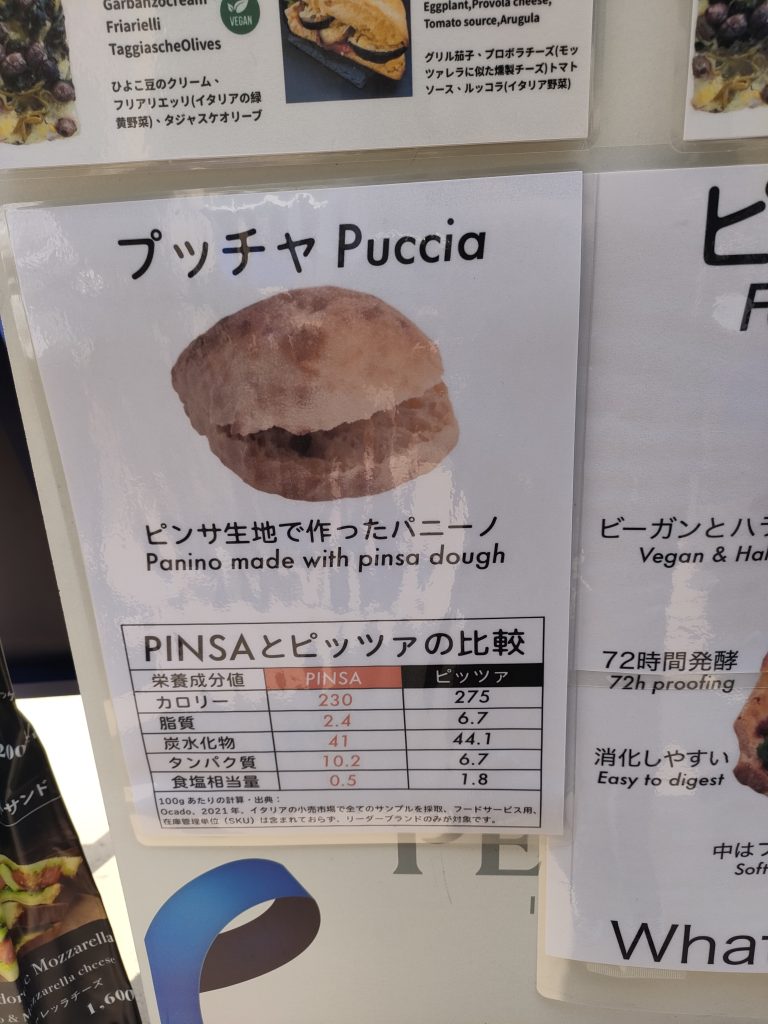 GarbanzoCream
Friarielli
TaggiascheOlives
VEGAN
ひよこ豆のクリーム、
フリアリエッリ(イタリアの緑
黄野菜)、タジャスケオリーブ
Eggplant,Provola cheese,
Tomato source,Arugula
グリル茄子、プロボラチーズ(モッ
ツァレラに似た燻製チーズ)トマト
ソース、ルッコラ(イタリア野菜)
プッチャ Puccia
ピンサ生地で作ったパニーノ
Panino made with pinsa dough
PINSAとピッツァの比較
栄養成分値 PINSA ピッツァ
カロリー 230 275
脂質 2.4 6.7
炭水化物 41 44.1
タンパク質 10.2 6.7
食塩相当量 0.5 1.8
100g あたりの計算・出典:
Ocado、2021 年、イタリアの小売市場で全てのサンプルを採取、フードサービス用、
在庫管理単位(SKU)は含まれておらず、リーダーブランドのみが対象です。
ピ
ビーガンとハラ
Vegan & Hal
72時間発酵
72h proofing
消化しやすい
Easy to digest
中はフ
Soft
What
PE
サンド
Mozzarella
Mozzarella cheese
ァレッラチーズ
1,600